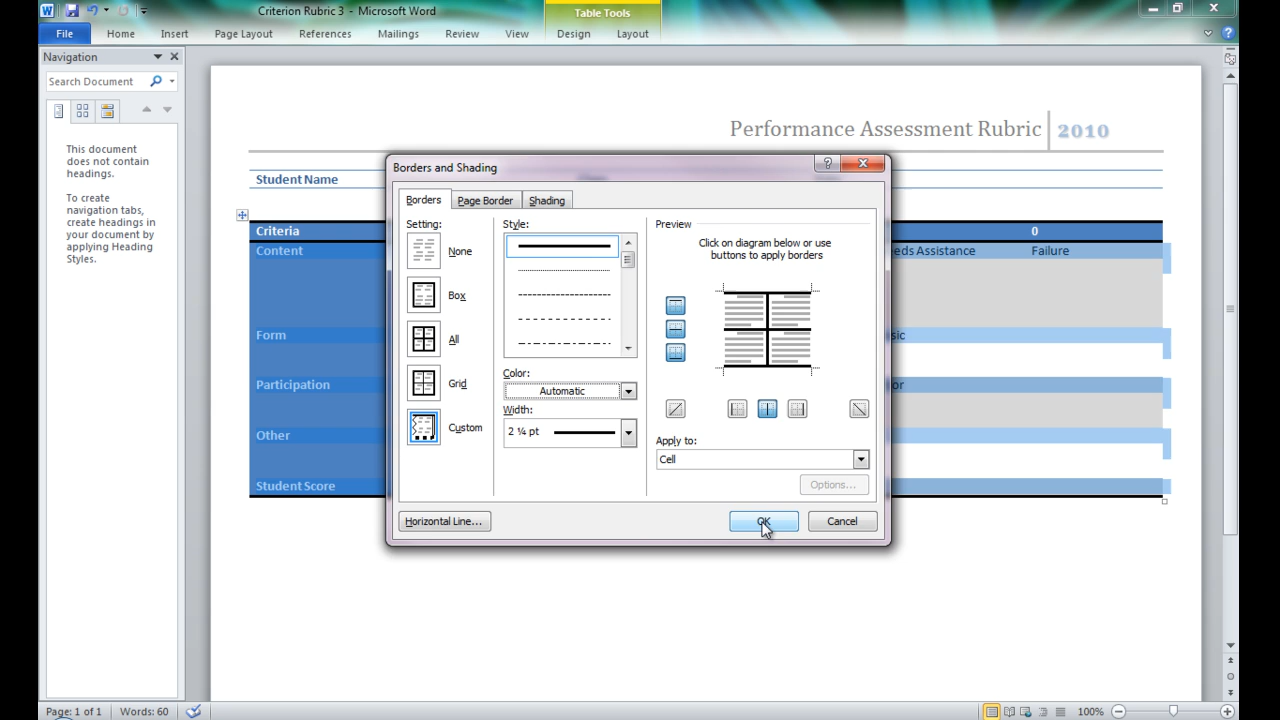 Criterion Rubric 3 - Microsoft Word
Table Tools
File Home Insert Page Layout References Mailings Review View Design Layout
Navigation
Search Document
This document
does not contain
headings.
To create
navigation tabs,
create headings in
your document by
applying Heading
Styles.
Performance Assessment Rubric 2010
Student Name
Criteria 0
Content eds Assistance Failure
Form sic
Participation or
Other
Student Score
Borders and Shading
Borders Page Border Shading
Setting:
None
Box
All
Grid
Custom
Style:
Color:
Automatic
Width:
2 ¼ pt
Preview
Click on diagram below or use
buttons to apply borders
Apply to:
Cell
Options...
Horizontal Line... OK Cancel
Page: 1 of 1 Words: 60 100%